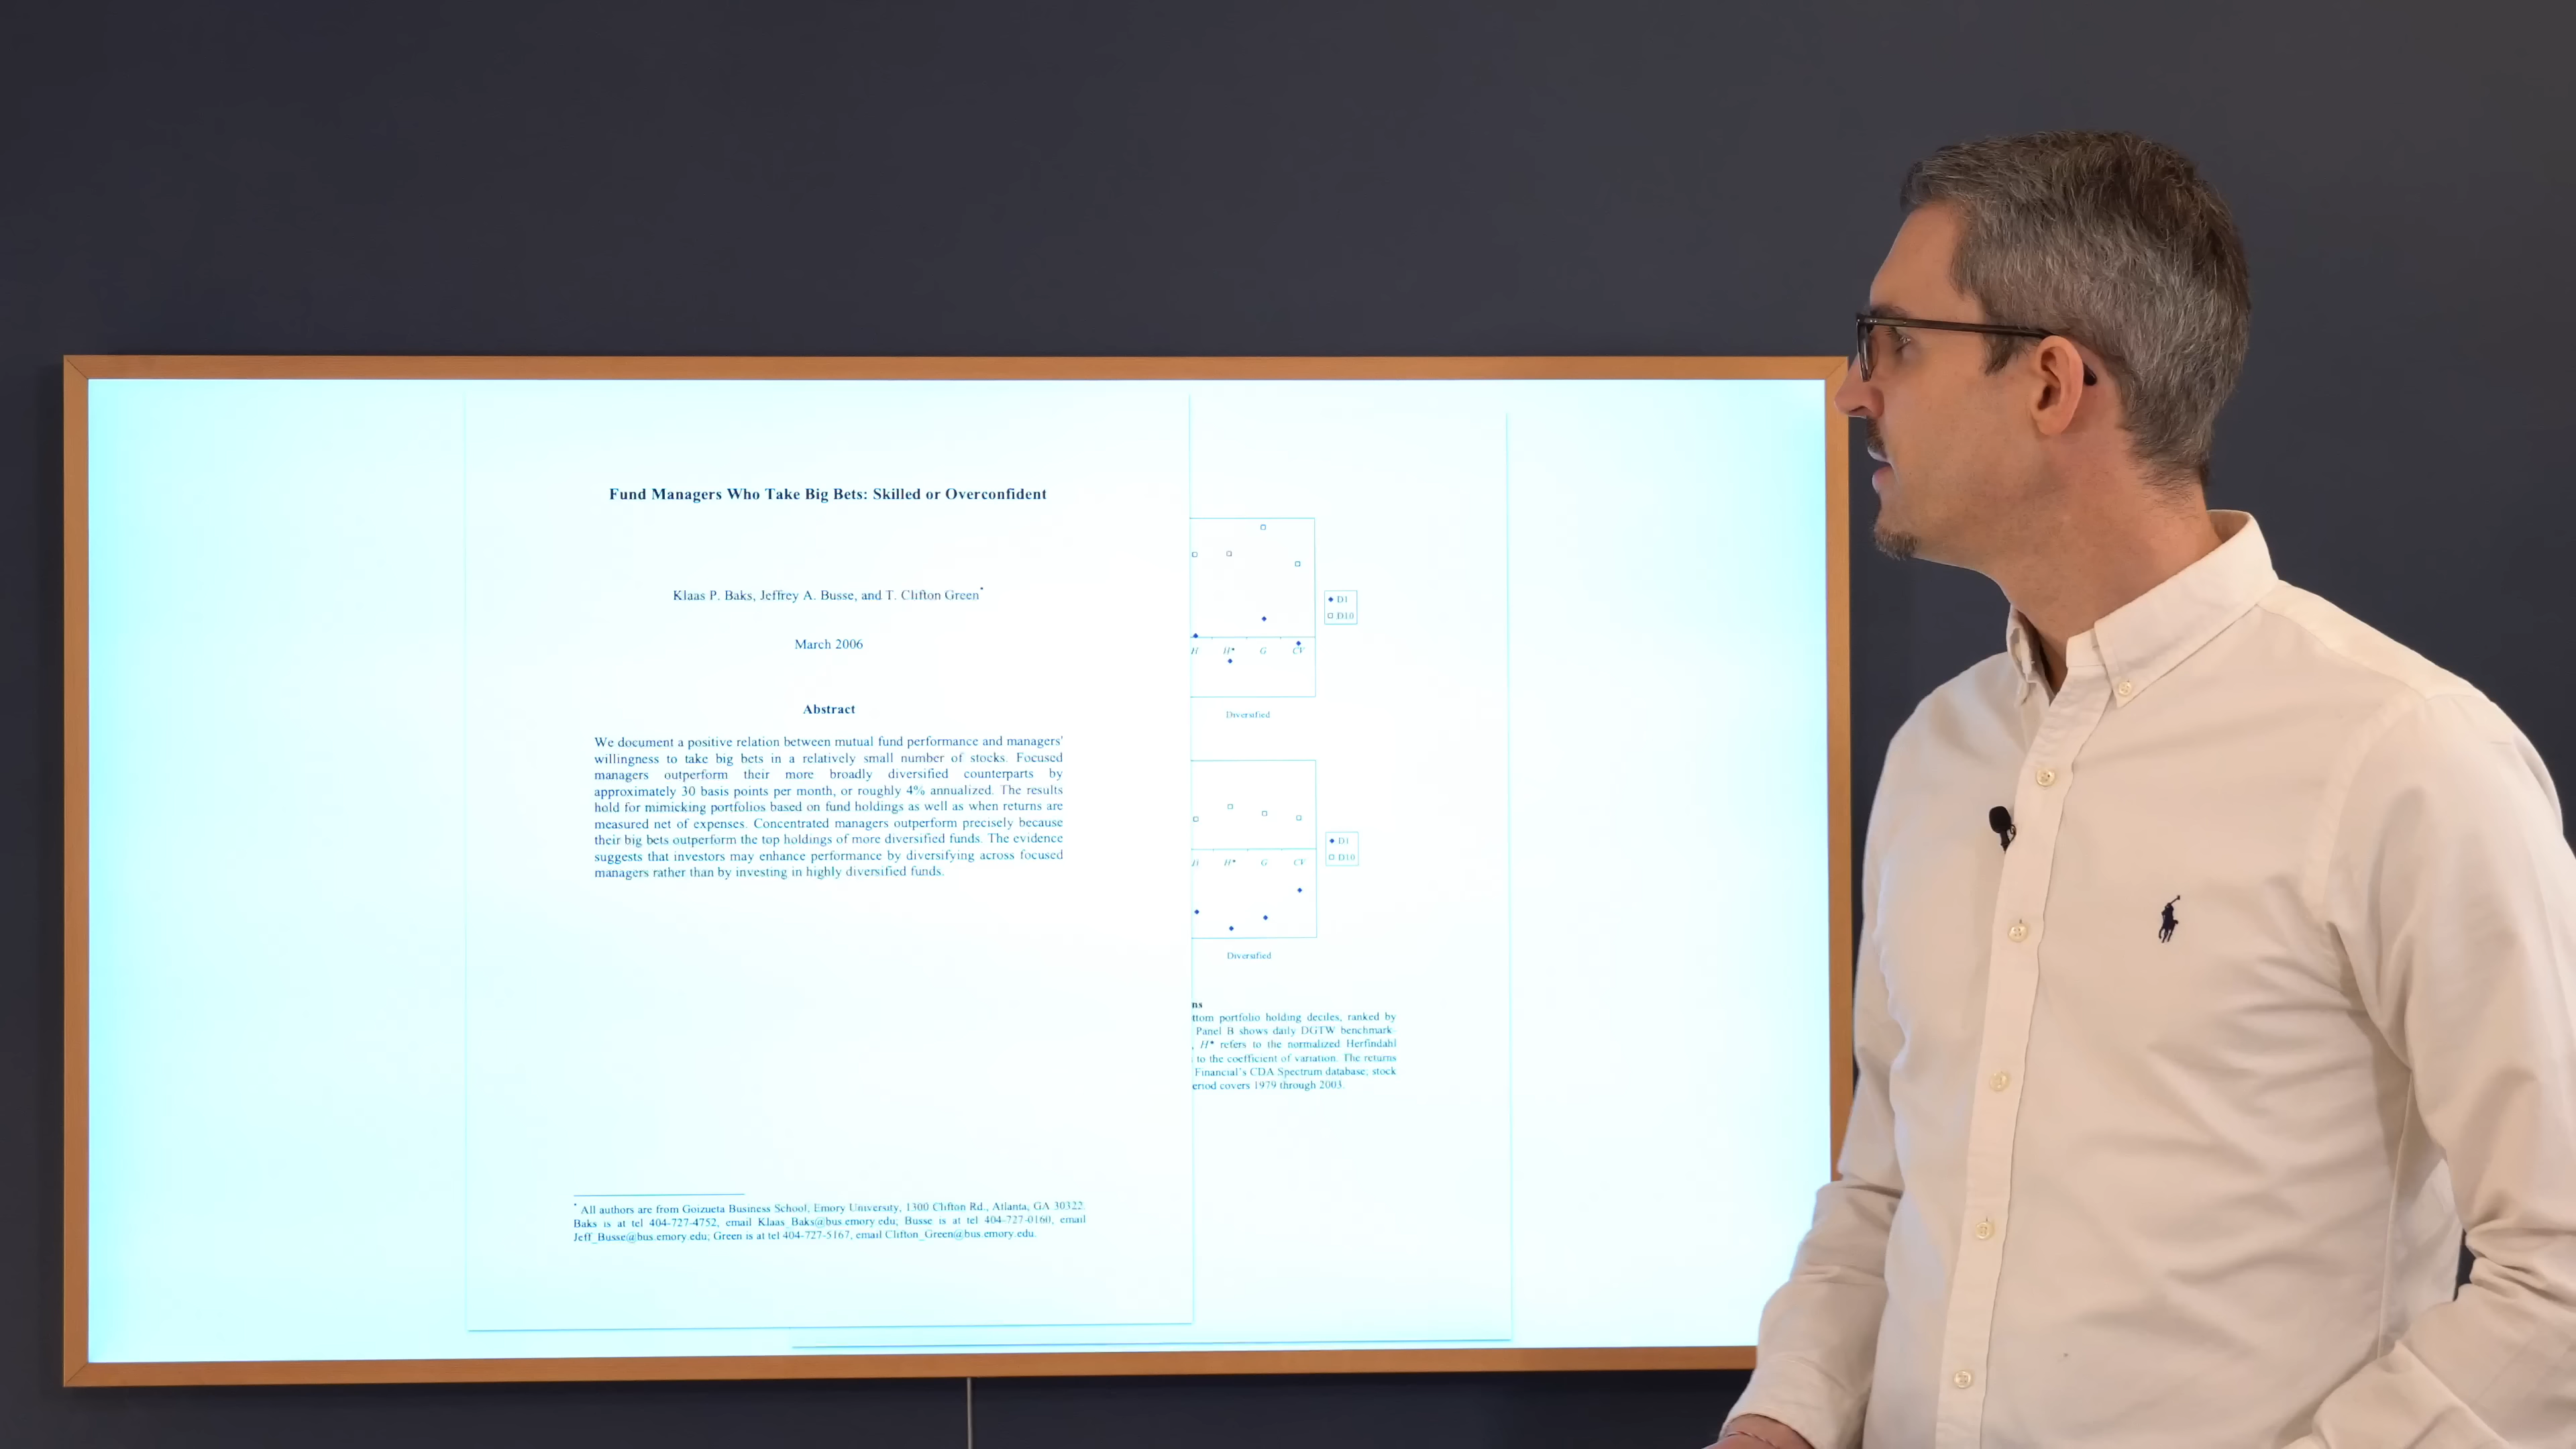 Fund Managers Who Take Big Bets: Skilled or Overconfident
Klaas P. Baks, Jeffrey A. Busse, and T. Clifton Green*
March 2006
Abstract
We document a positive relation between mutual fund performance and managers'
willingness to take big bets in a relatively small number of stocks. Focused
managers outperform their more broadly diversified counterparts by
approximately 30 basis points per month, or roughly 4% annualized. The results
hold for mimicking portfolios based on fund holdings as well as when returns are
measured net of expenses. Concentrated managers outperform precisely because
their big bets outperform the top holdings of more diversified funds. The evidence
suggests that investors may enhance performance by diversifying across focused
managers rather than by investing in highly diversified funds.
* All authors are from Goizueta Business School, Emory University, 1300 Clifton Rd., Atlanta, GA 30322.
Baks is at tel 404-727-4752, email Klaas_Baks@bus.emory.edu; Busse is at tel 404-727-0160, email
Jeff_Busse@bus.emory.edu; Green is at tel 404-727-5167, email Clifton_Green@bus.emory.edu.
D1
D10
H H* G CV
Diversified
D1
D10
H H* G CV
Diversified
ns
ttom portfolio holding deciles, ranked by
Panel B shows daily DGTW benchmark-
, H* refers to the normalized Herfindahl
to the coefficient of variation. The returns
Financial's CDA Spectrum database; stock
eriod covers 1979 through 2003.